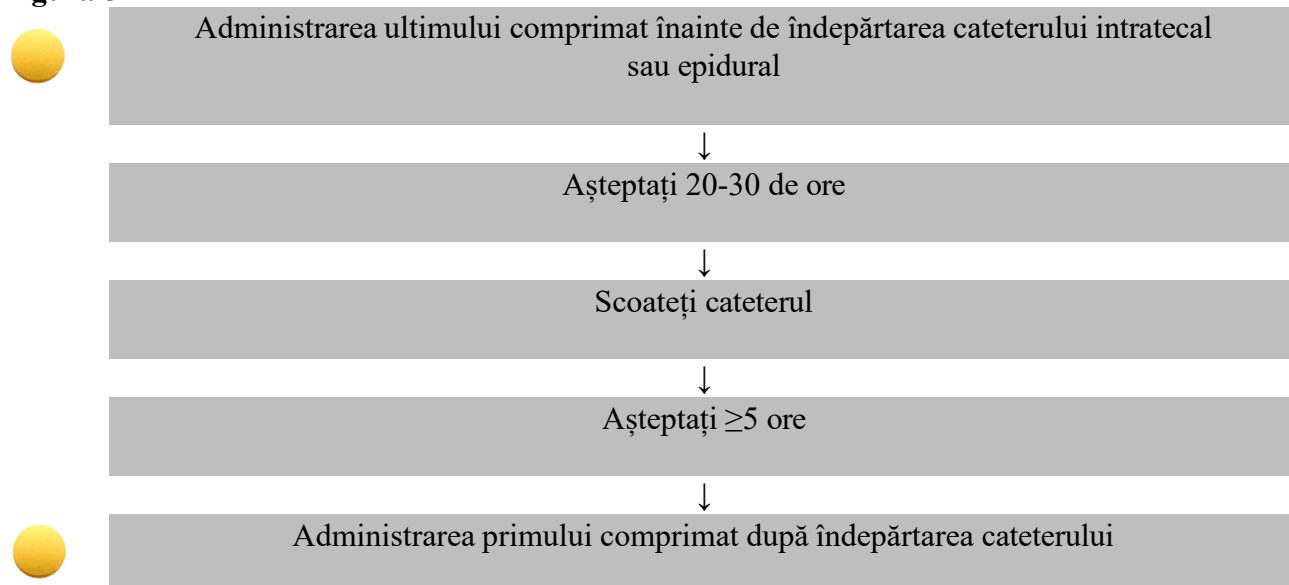 Administrarea ultimului comprimat înainte de îndepărtarea cateterului intratecal
sau epidural
↓
Așteptați 20-30 de ore
↓
Scoateți cateterul
↓
Așteptați ≥5 ore
↓
Administrarea primului comprimat după îndepărtarea cateterului